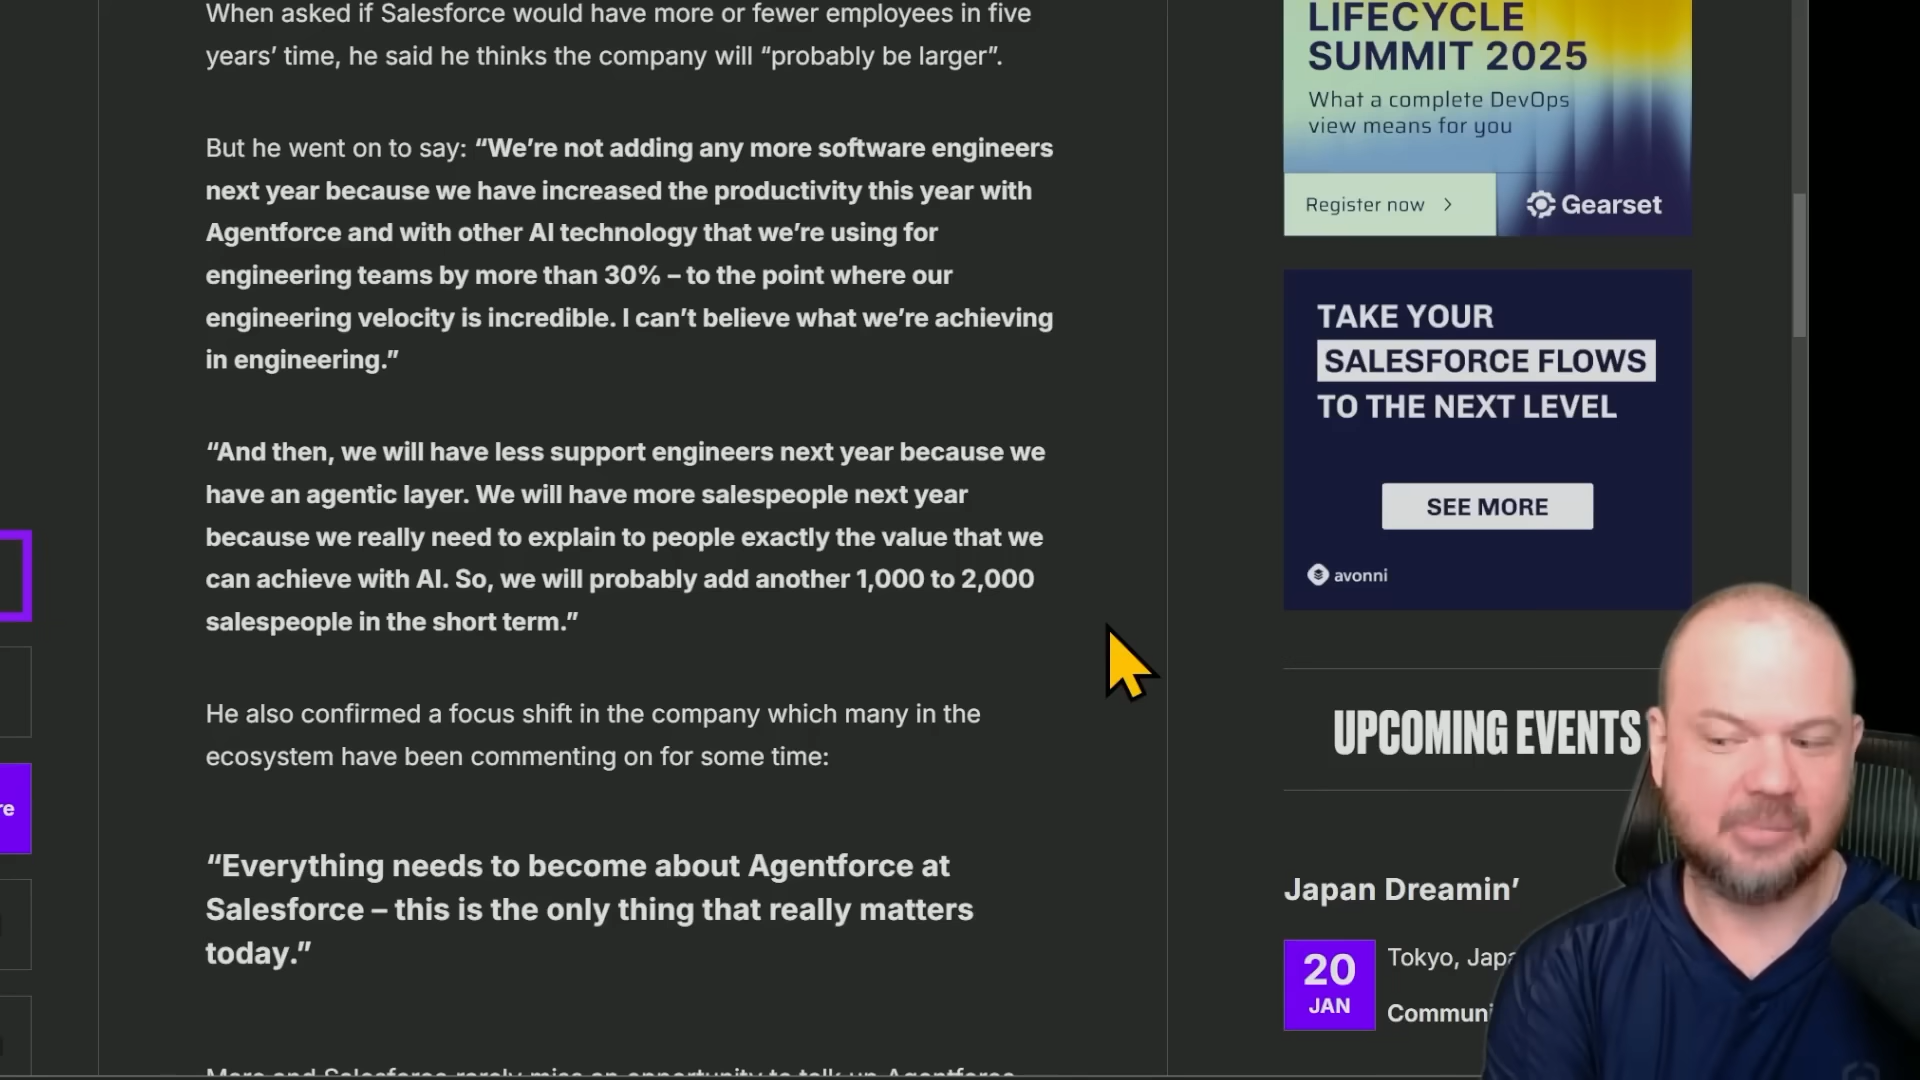 When asked if Salesforce would have more or fewer employees in five
years’ time, he said he thinks the company will “probably be larger”.
But he went on to say: “We’re not adding any more software engineers
next year because we have increased the productivity this year with
Agentforce and with other AI technology that we’re using for
engineering teams by more than 30% – to the point where our
engineering velocity is incredible. I can’t believe what we’re achieving
in engineering.”
“And then, we will have less support engineers next year because we
have an agentic layer. We will have more salespeople next year
because we really need to explain to people exactly the value that we
can achieve with AI. So, we will probably add another 1,000 to 2,000
salespeople in the short term.”
He also confirmed a focus shift in the company which many in the
ecosystem have been commenting on for some time:
“Everything needs to become about Agentforce at
Salesforce – this is the only thing that really matters
today.”
LIFECYCLE
SUMMIT 2025
What a complete DevOps
view means for you
Register now
Gearset
TAKE YOUR
SALESFORCE FLOWS
TO THE NEXT LEVEL
SEE MORE
avonni
UPCOMING EVENTS
Japan Dreamin’
20
JAN
Tokyo,